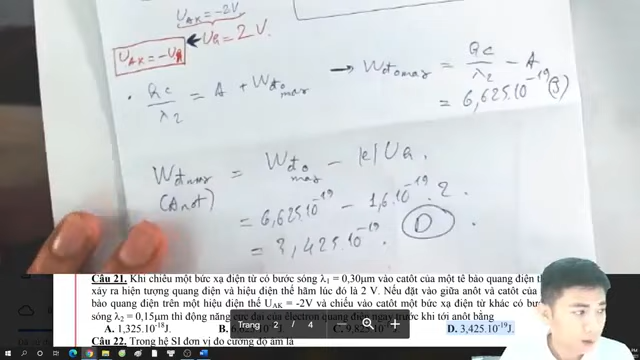 U_AK = -2V
U_AK = -U_h
U_h = 2 V.
• hc/λ₂ = A + Wđ₀max → Wđ₀max = hc/λ₂ - A
= 6,625.10⁻¹⁹ (J)
Wđmax = Wđ₀max - |e| U_h.
(Anot)
= 6,625.10⁻¹⁹ - 1,6.10⁻¹⁹.2.
= 3,425.10⁻¹⁹. (D).
Câu 21. Khi chiếu một bức xạ điện từ có bước sóng λ₁ = 0,30μm vào catôt của một tế bào quang điện th
xảy ra hiện tượng quang điện và hiệu điện thế hãm lúc đó là 2 V. Nếu đặt vào giữa anôt và catôt của
bào quang điện trên một hiệu điện thế U_AK = -2V và chiếu vào catôt một bức xạ điện từ khác có bước
sóng λ₂ = 0,15μm thì động năng cực đại của êlectron quang điện ngay trước khi tới anôt bằng
A. 1,325.10⁻¹⁸J. B. C. 9,825 D. 3,425.10⁻¹⁹J.
Trang 2 / 4
Câu 22. Trong hệ SI đơn vị đo cường độ âm là